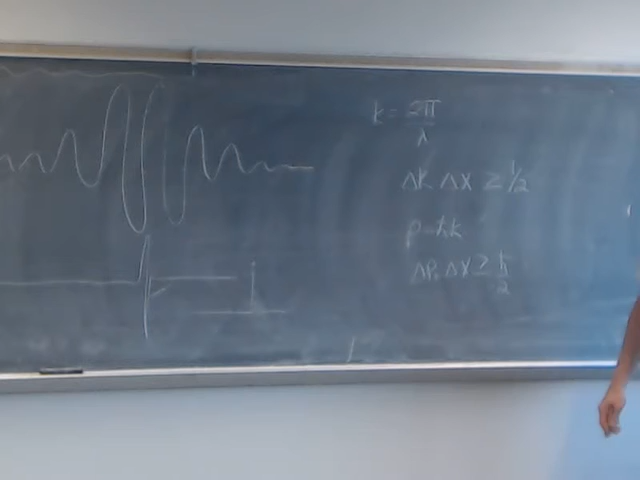 k = 2π/λ
Δk Δx ≥ 1/2
p = ħk
ΔP Δx ≥ ħ/2